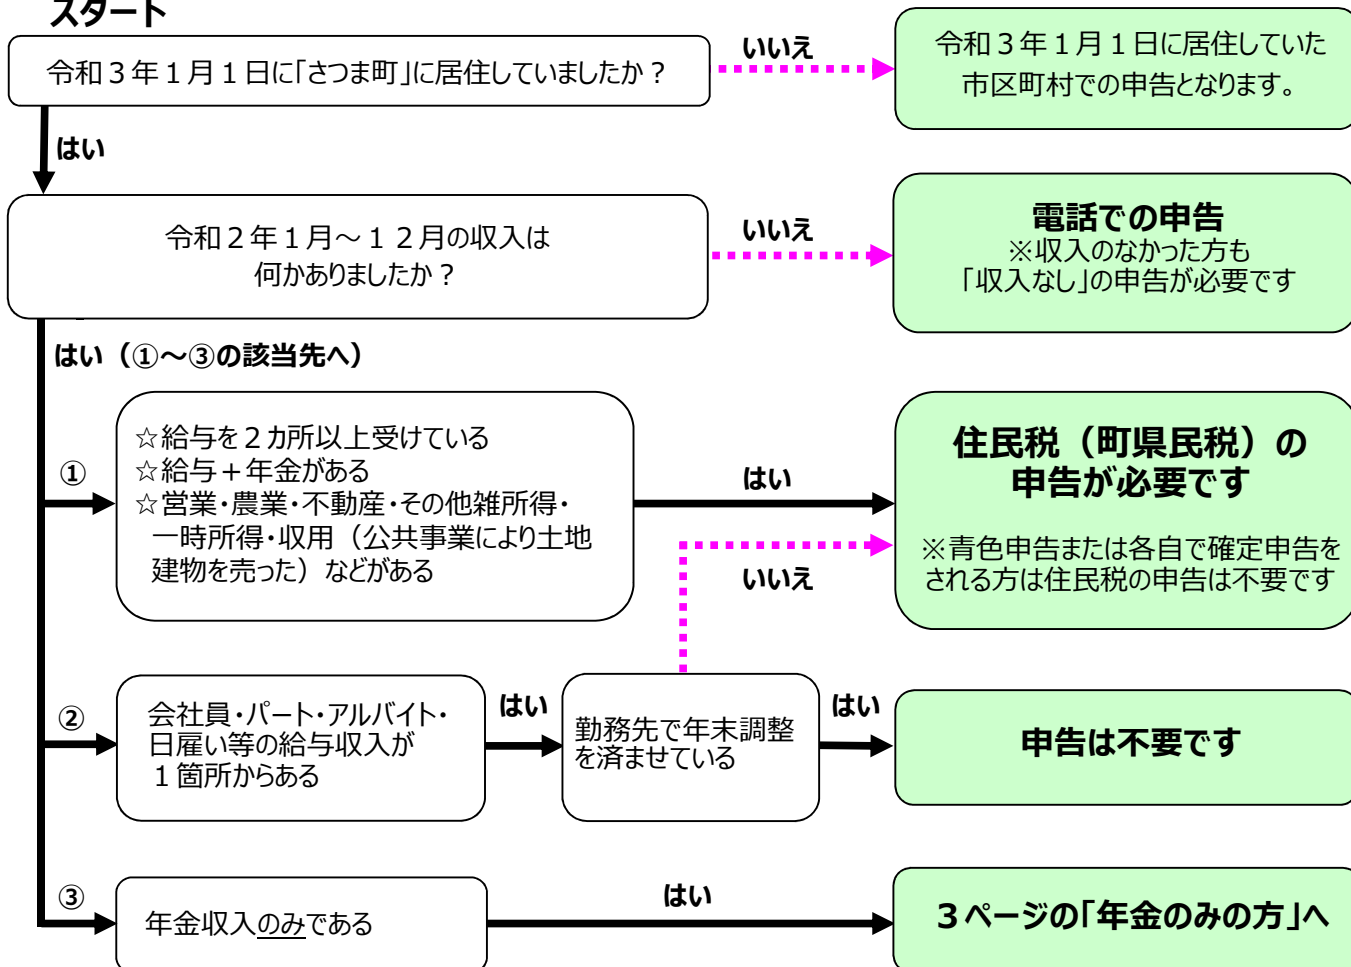 スタート
令和３年１月１日に「さつま町」に居住していましたか？
いいえ
令和３年１月１日に居住していた
市区町村での申告となります。
はい
令和２年１月～１２月の収入は
何かありましたか？
いいえ
電話での申告
※収入のなかった方も
「収入なし」の申告が必要です
はい（①～③の該当先へ）
①
☆給与を２カ所以上受けている
☆給与＋年金がある
☆営業・農業・不動産・その他雑所得・
一時所得・収用（公共事業により土地
建物を売った）などがある
はい
住民税（町県民税）の
申告が必要です
※青色申告または各自で確定申告を
される方は住民税の申告は不要です
いいえ
②
会社員・パート・アルバイト・
日雇い等の給与収入が
１箇所からある
はい
勤務先で年末調整
を済ませている
はい
申告は不要です
③
年金収入のみである
はい
３ページの「年金のみの方」へ